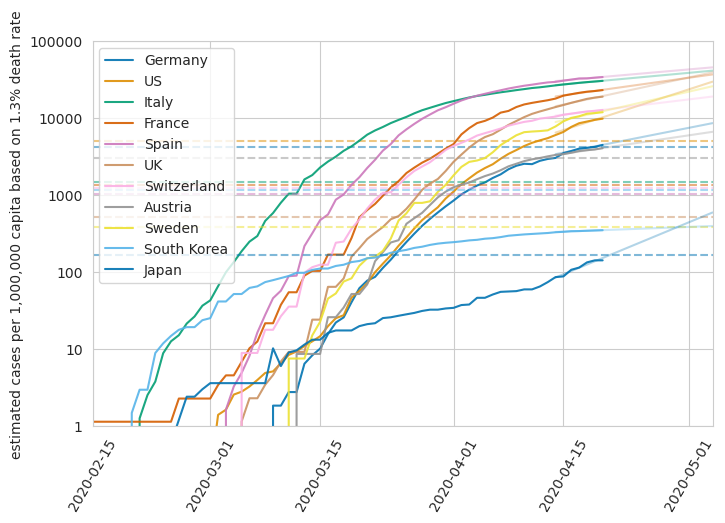 estimated cases per 1,000,000 capita based on 1.3% death rate
100000
10000
1000
100
10
1
Germany
US
Italy
France
Spain
UK
Switzerland
Austria
Sweden
South Korea
Japan
2020-02-15
2020-03-01
2020-03-15
2020-04-01
2020-04-15
2020-05-01